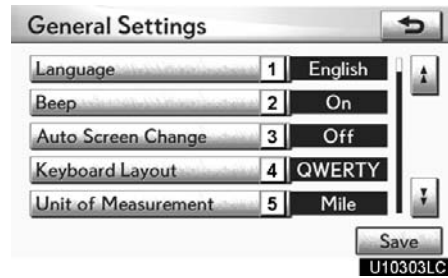 General Settings
Language 1 English
Beep 2 On
Auto Screen Change 3 Off
Keyboard Layout 4 QWERTY
Unit of Measurement 5 Mile
Save
U10303LC